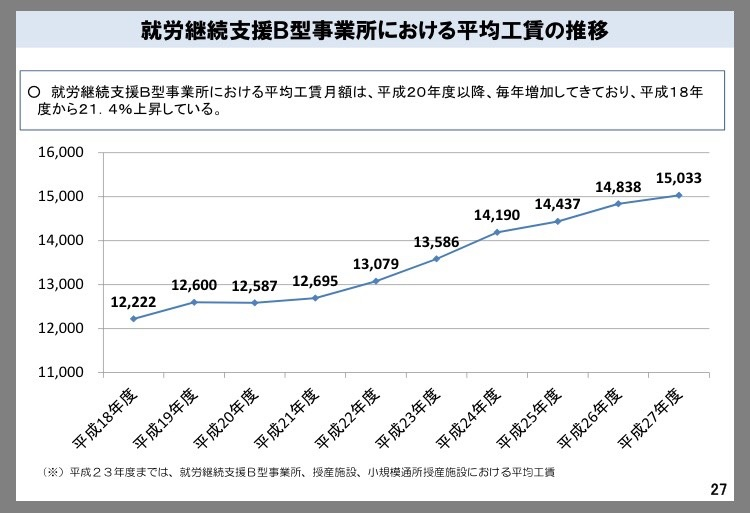 就労継続支援B型事業所における平均工賃の推移
○ 就労継続支援B型事業所における平均工賃月額は、平成20年度以降、毎年増加してきており、平成18年
度から21.4%上昇している。
16,000
15,000
14,000
13,000
12,000
11,000
12,222
12,600
12,587
12,695
13,079
13,586
14,190
14,437
14,838
15,033
平成18年度
平成19年度
平成20年度
平成21年度
平成22年度
平成23年度
平成24年度
平成25年度
平成26年度
平成27年度
(※)平成23年度までは、就労継続支援B型事業所、授産施設、小規模通所授産施設における平均工賃
27